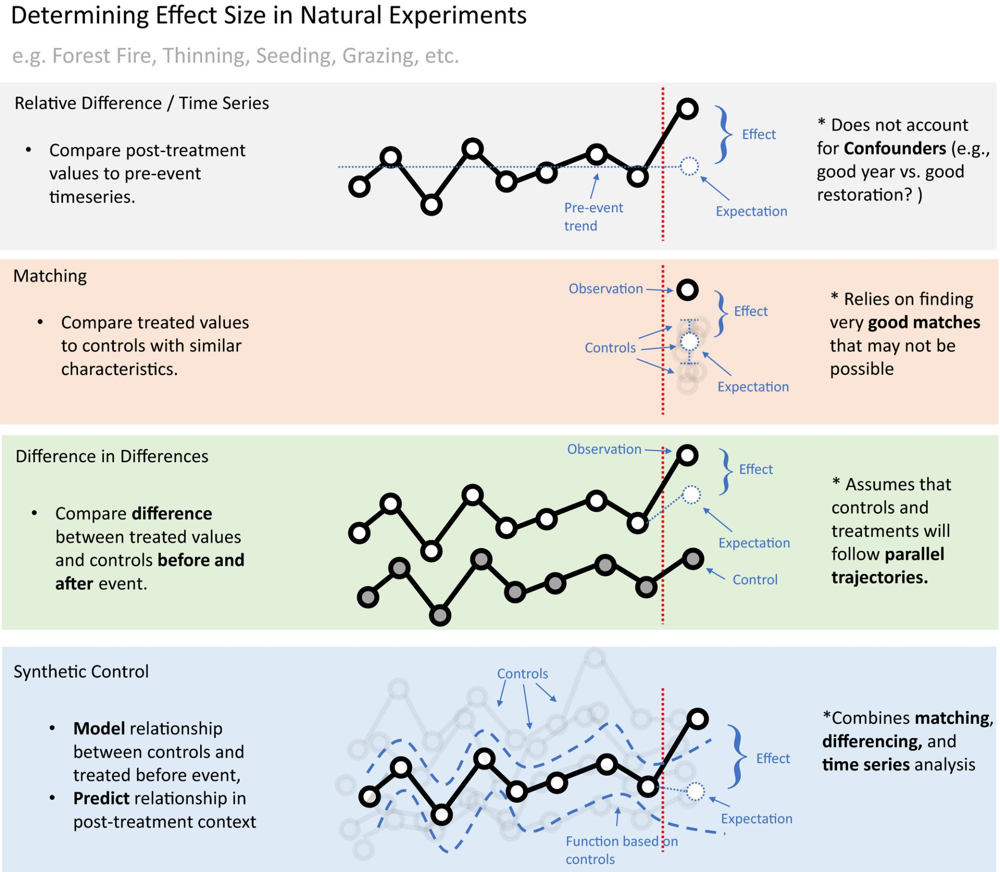 Determining Effect Size in Natural Experiments
e.g. Forest Fire, Thinning, Seeding, Grazing, etc.
Relative Difference / Time Series
• Compare post-treatment
values to pre-event
timeseries.
Effect
Pre-event
trend
Expectation
* Does not account
for Confounders (e.g.,
good year vs. good
restoration? )
Matching
• Compare treated values
to controls with similar
characteristics.
Observation
Effect
Controls
Expectation
* Relies on finding
very good matches
that may not be
possible
Difference in Differences
• Compare difference
between treated values
and controls before and
after event.
Observation
Effect
Expectation
Control
* Assumes that
controls and
treatments will
follow parallel
trajectories.
Synthetic Control
• Model relationship
between controls and
treated before event,
• Predict relationship in
post-treatment context
Controls
Effect
Expectation
Function based on
controls
*Combines matching,
differencing, and
time series analysis